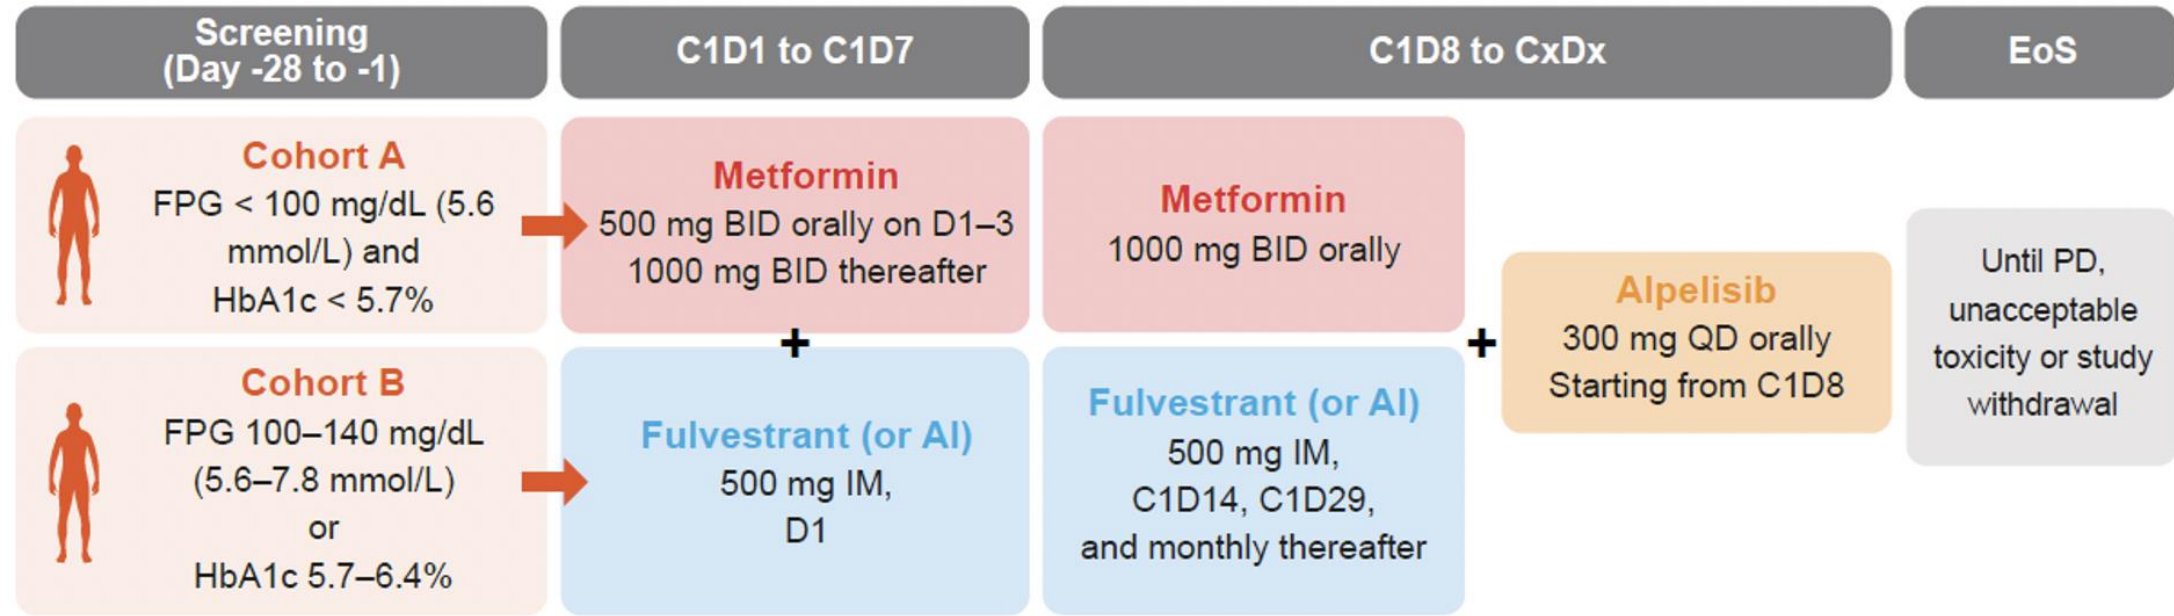 Screening
(Day -28 to -1)
C1D1 to C1D7
C1D8 to CxDx
EoS
Cohort A
FPG < 100 mg/dL (5.6
mmol/L) and
HbA1c < 5.7%
Cohort B
FPG 100–140 mg/dL
(5.6–7.8 mmol/L)
or
HbA1c 5.7–6.4%
Metformin
500 mg BID orally on D1–3
1000 mg BID thereafter
+
Fulvestrant (or AI)
500 mg IM,
D1
Metformin
1000 mg BID orally
Fulvestrant (or AI)
500 mg IM,
C1D14, C1D29,
and monthly thereafter
+
Alpelisib
300 mg QD orally
Starting from C1D8
Until PD,
unacceptable
toxicity or study
withdrawal